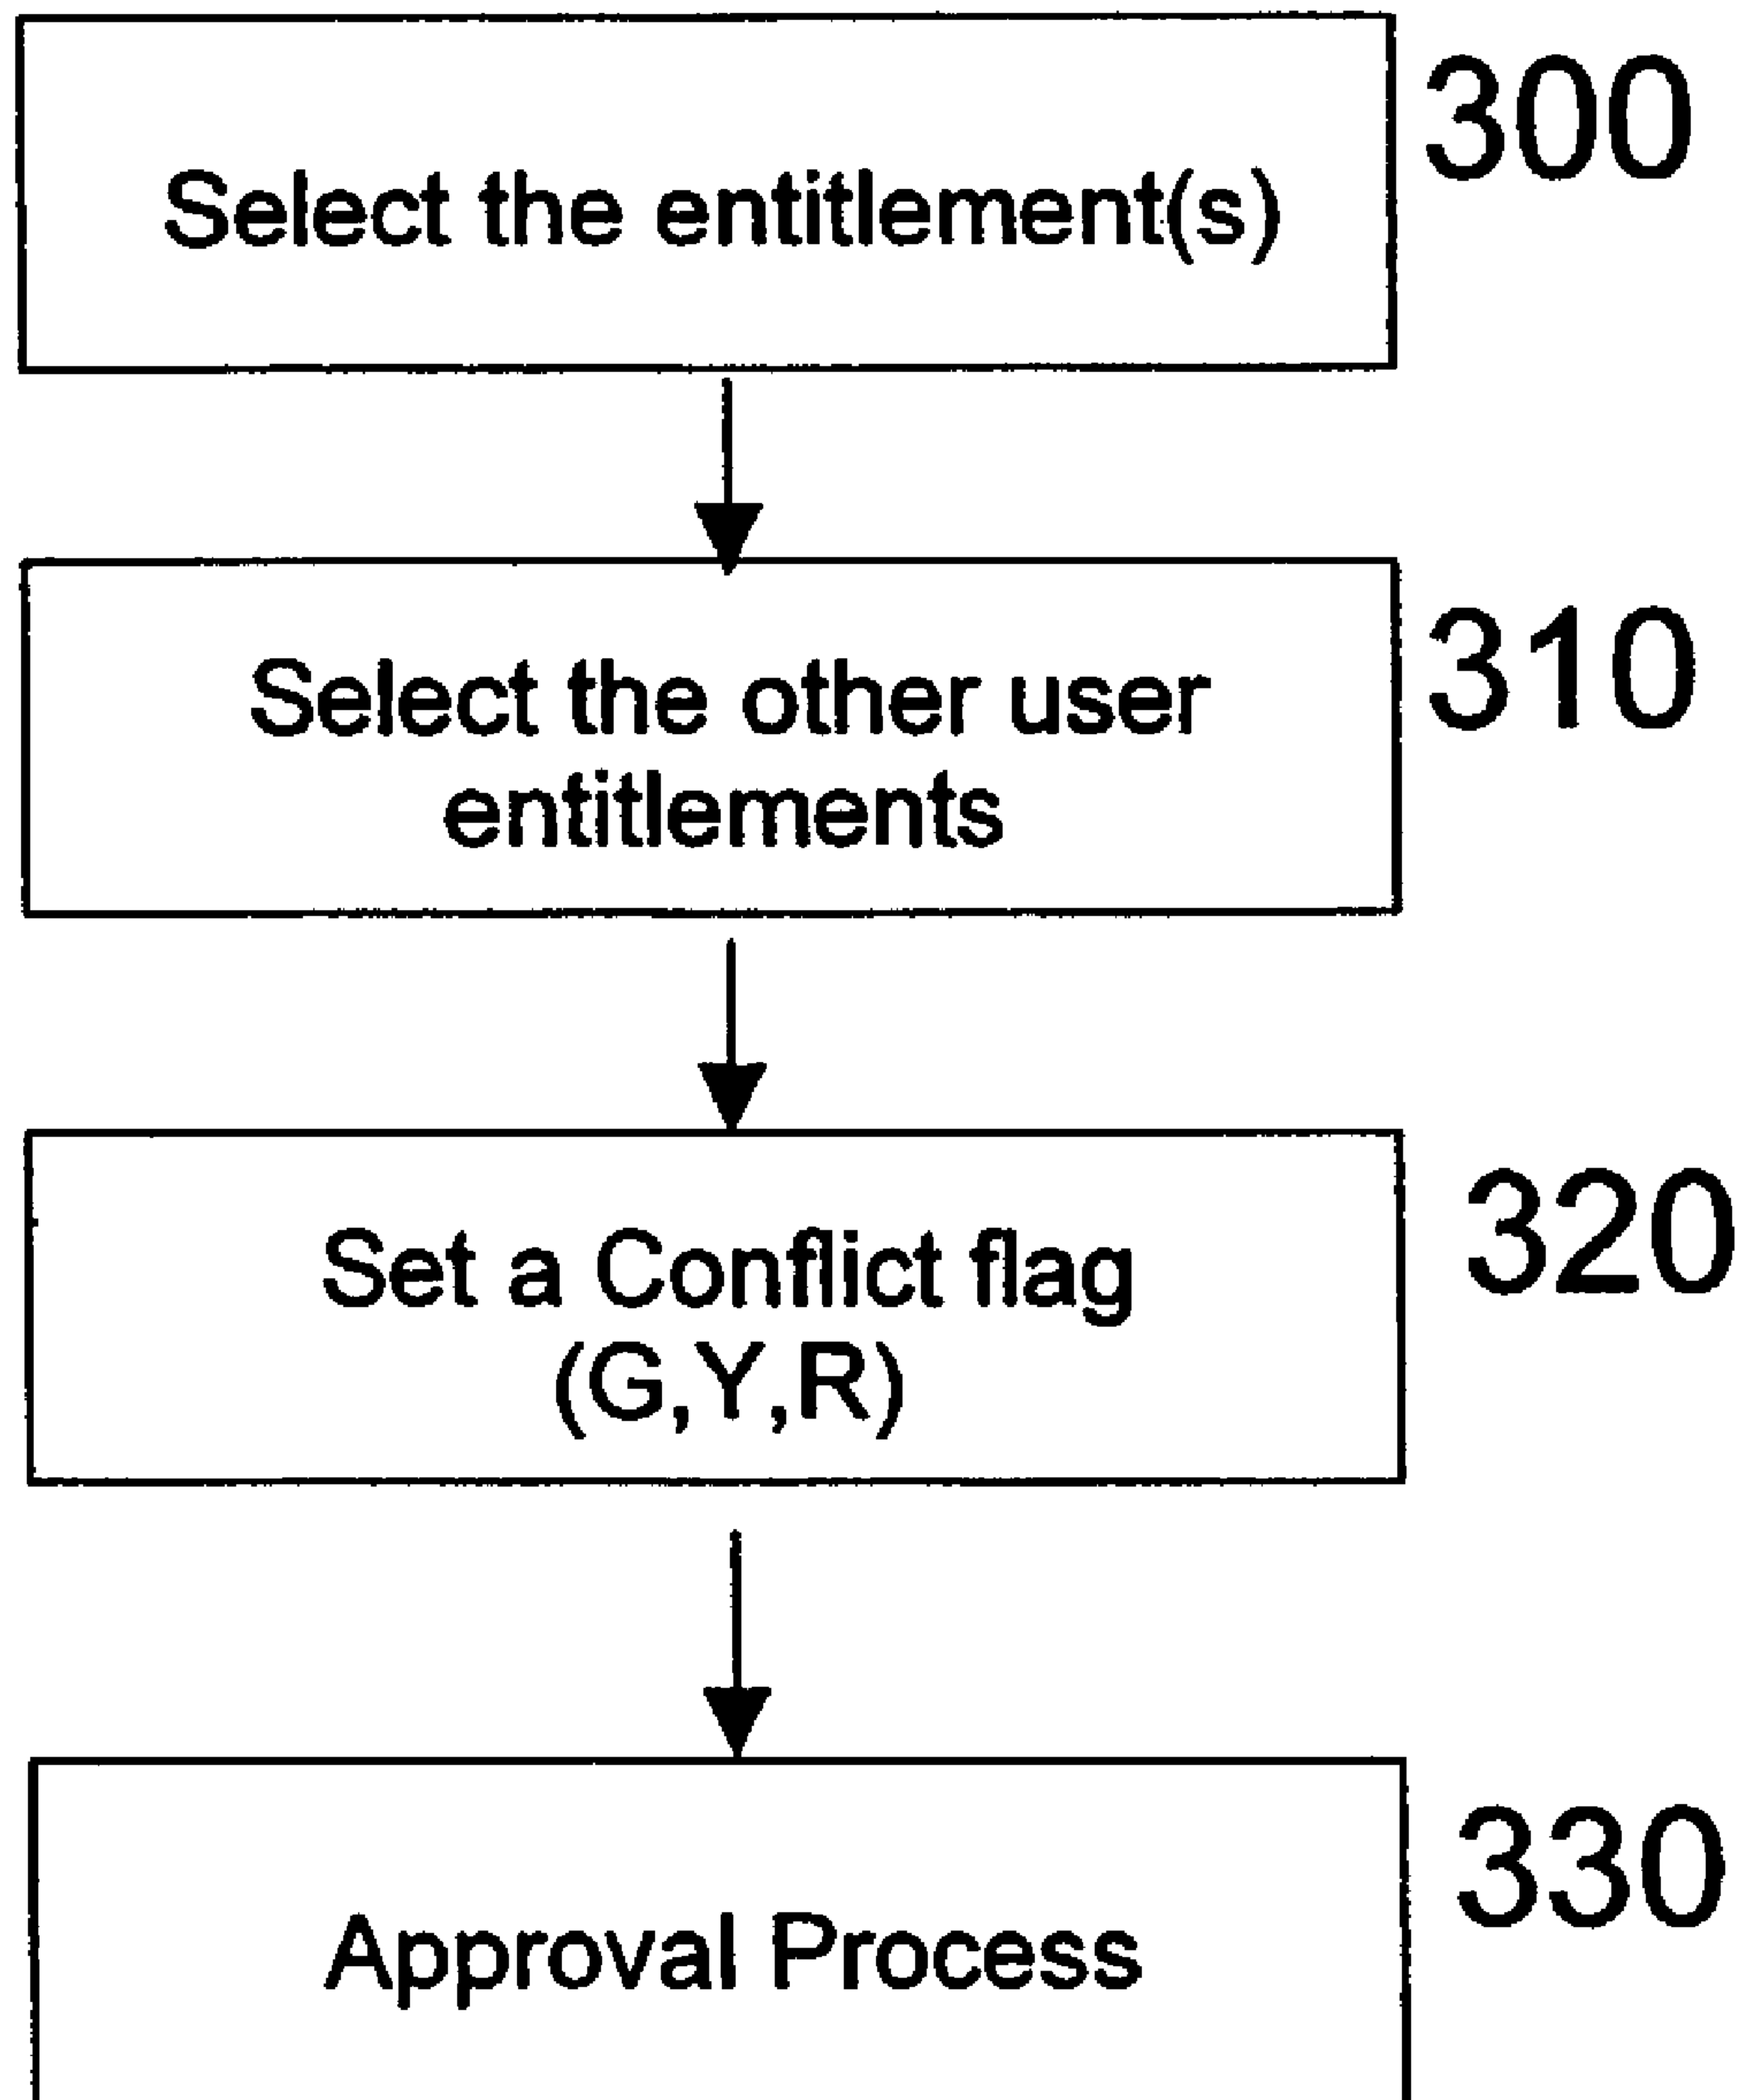 Select the entitlement(s)
300
Select the other user
entitlements
310
Set a Conflict flag
(G,Y,R)
320
Approval Process
330